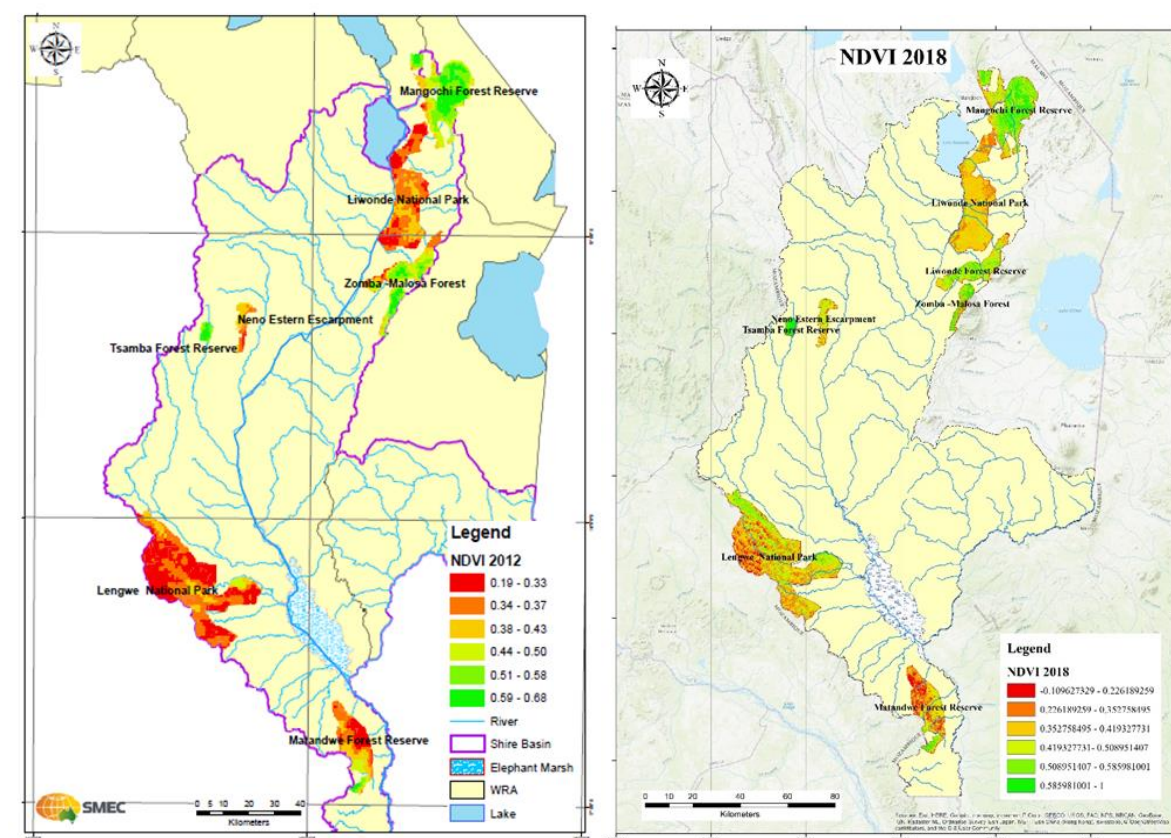 N
W E
S
Mangochi Forest Reserve
Liwonde National Park
Zomba -Malosa Forest
Neno Estern Escarpment
Tsamba Forest Reserve
Lengwe National Park
Matandwe Forest Reserve
Legend
NDVI 2012
0.19 - 0.33
0.34 - 0.37
0.38 - 0.43
0.44 - 0.50
0.51 - 0.58
0.59 - 0.68
River
Shire Basin
Elephant Marsh
WRA
Lake
SMEC
0 5 10 20 30 40
Kilometers
NDVI 2018
N
W E
S
Mangochi Forest Reserve
Liwonde National Park
Liwonde Forest Reserve
Zomba -Malosa Forest
Neno Estern Escarpment
Tsamba Forest Reserve
Lengwe National Park
Matandwe Forest Reserve
MOZAMBIQUE
Legend
NDVI 2018
-0.109627329 - 0.226189259
0.226189259 - 0.352758495
0.352758495 - 0.419327731
0.419327731 - 0.508951407
0.508951407 - 0.585981001
0.585981001 - 1
0 10 20 40 60 80
Kilometers